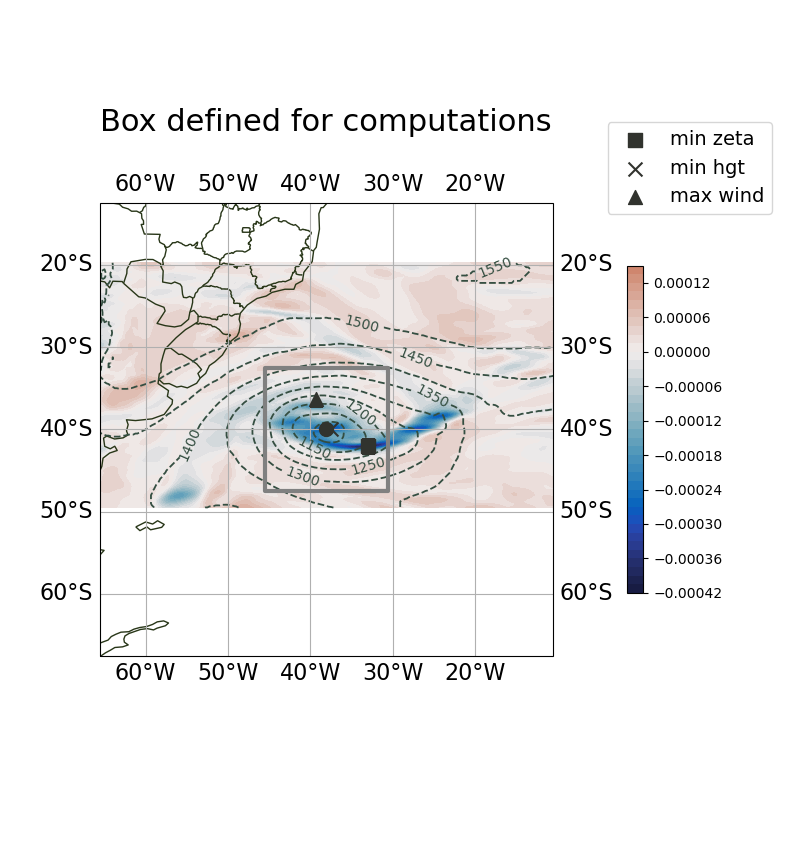 Box defined for computations
min zeta
min hgt
max wind
60°W 50°W 40°W 30°W 20°W
20°S 20°S
30°S 30°S
40°S 40°S
50°S 50°S
60°S 60°S
60°W 50°W 40°W 30°W 20°W
1550
1500
1450
1350
1200
1400
1150
1250
1300
0.00012
0.00006
0.00000
−0.00006
−0.00012
−0.00018
−0.00024
−0.00030
−0.00036
−0.00042